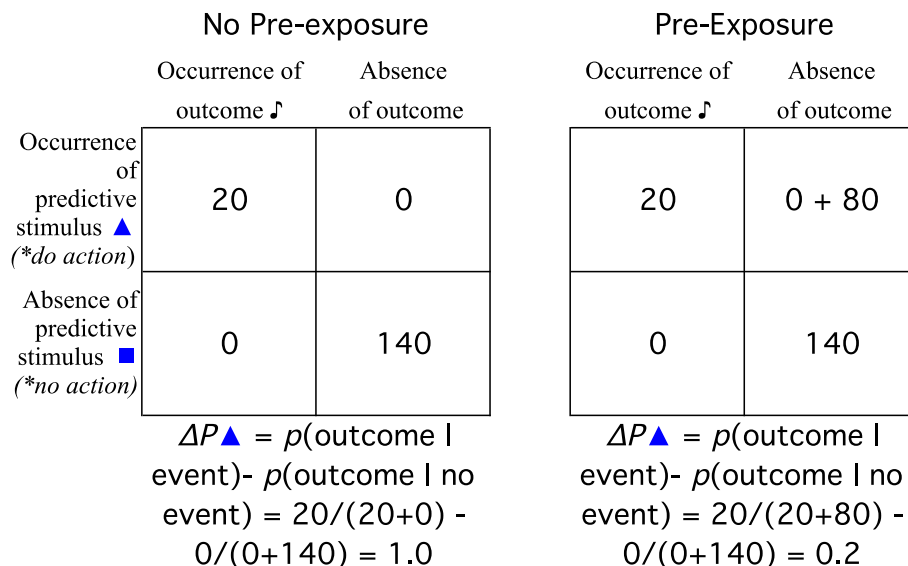 No Pre-exposure
Occurrence of
outcome ♪
Absence
of outcome
Occurrence
of
predictive
stimulus ▲
(*do action)
20
0
Absence of
predictive
stimulus ■
(*no action)
0
140
ΔP▲ = p(outcome |
event)- p(outcome | no
event) = 20/(20+0) -
0/(0+140) = 1.0
Pre-Exposure
Occurrence of
outcome ♪
Absence
of outcome
20
0 + 80
0
140
ΔP▲ = p(outcome |
event)- p(outcome | no
event) = 20/(20+80) -
0/(0+140) = 0.2